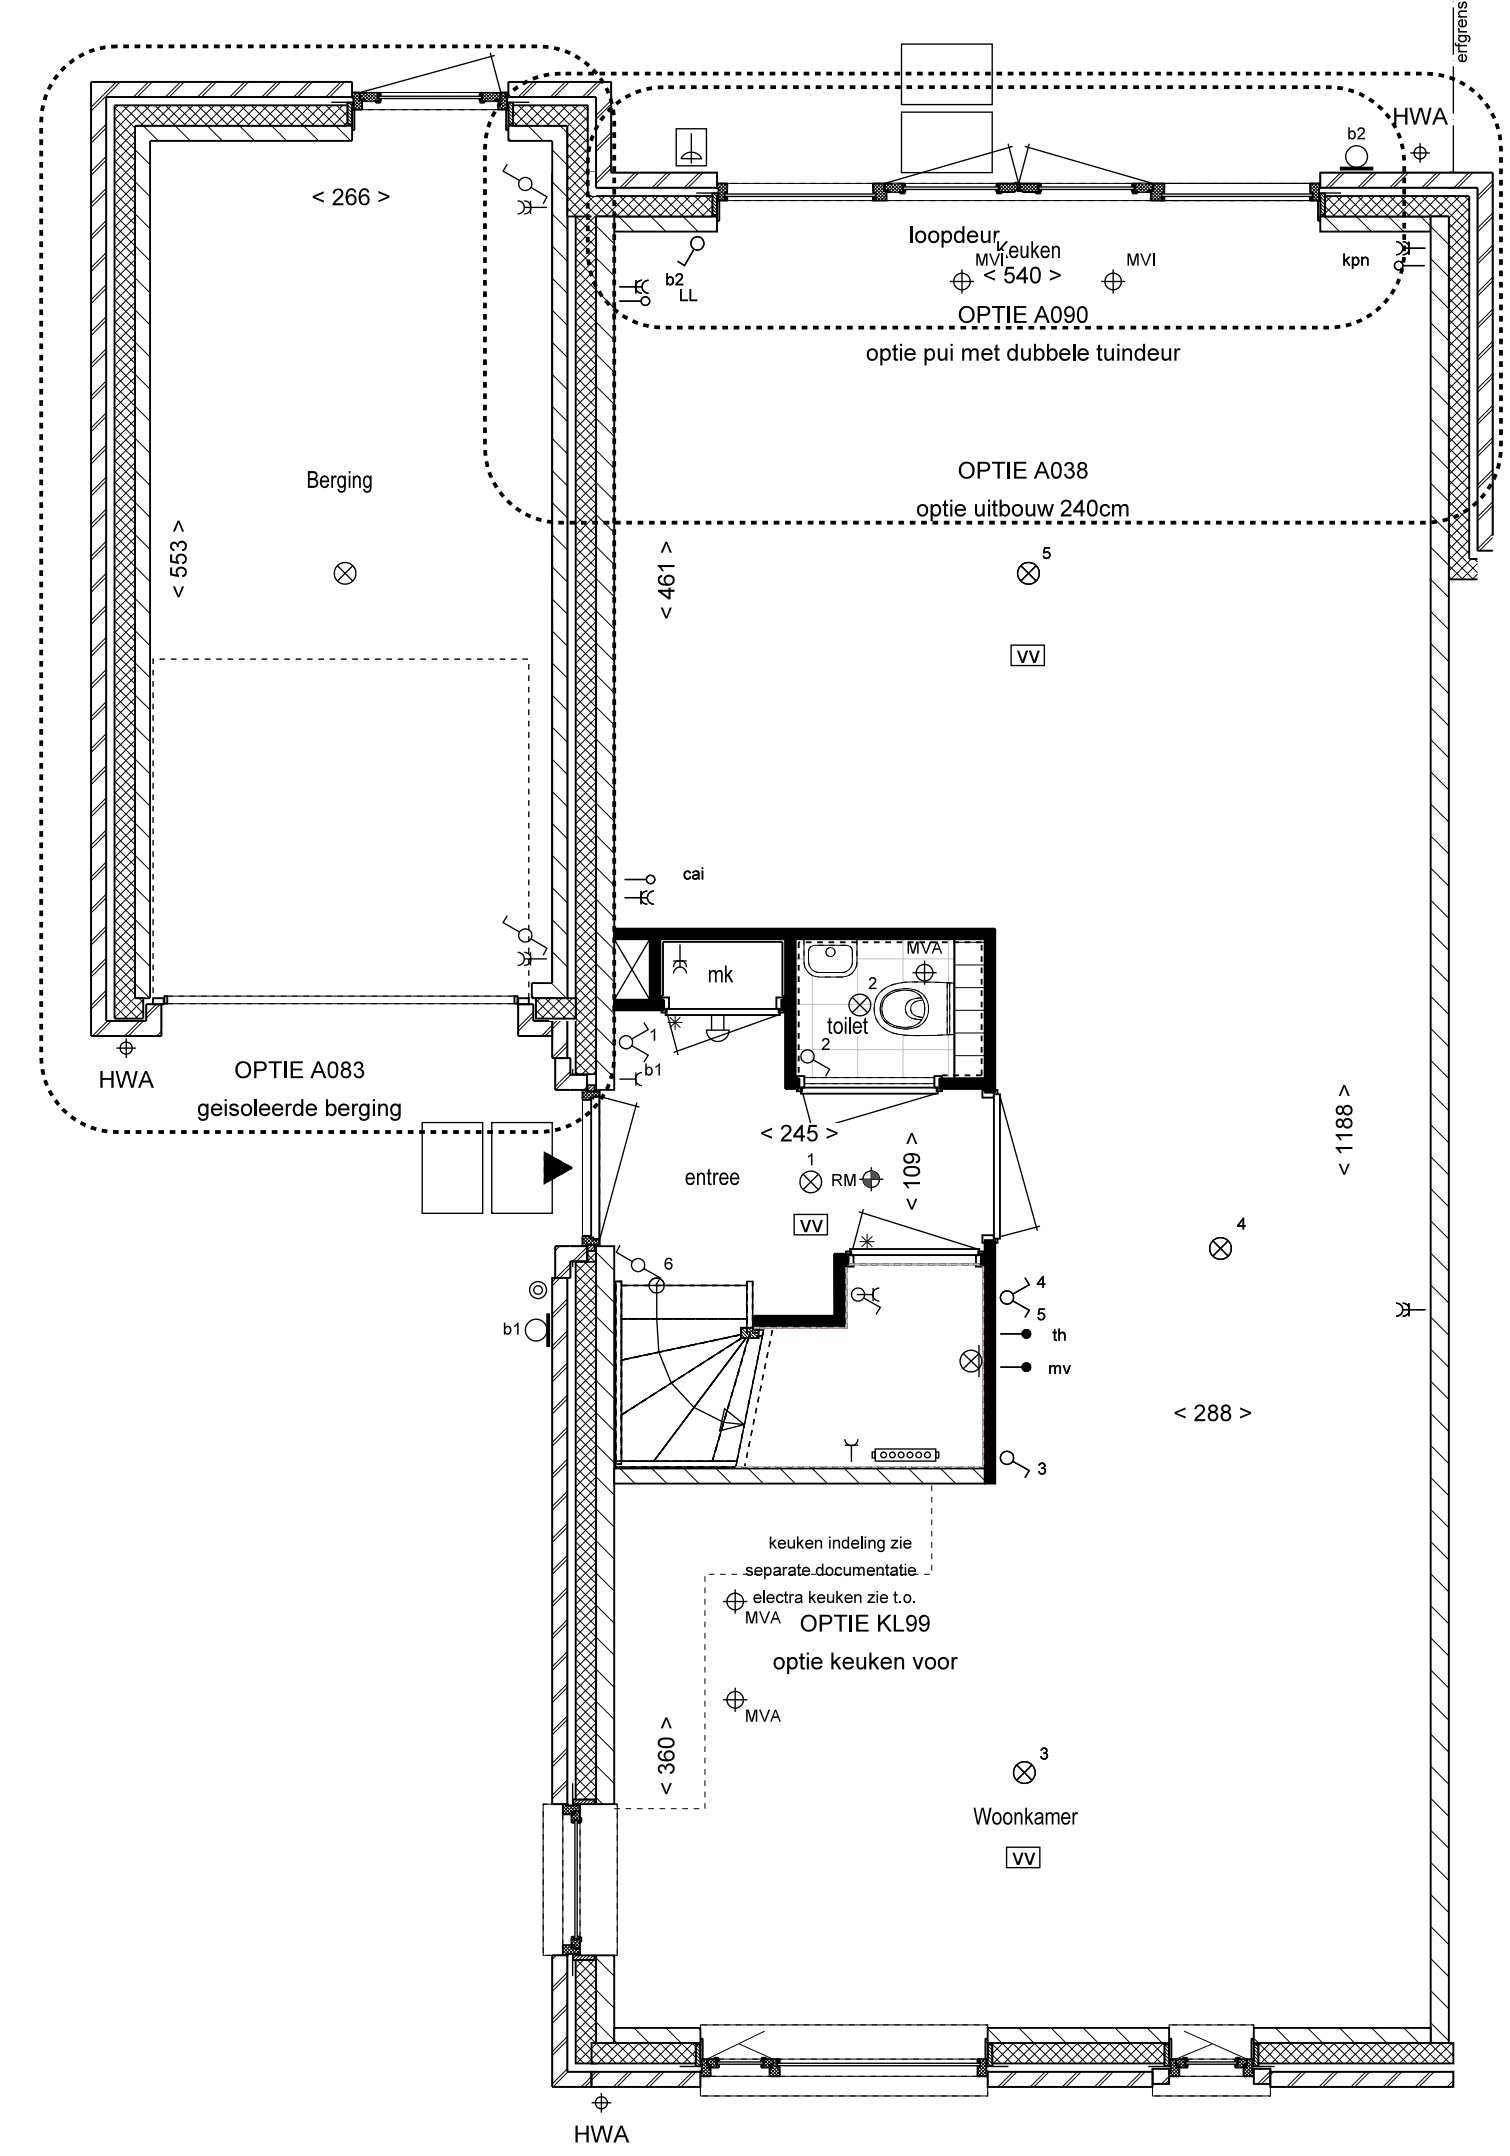 erfgrens
HWA
b2
< 266 >
loopdeur
Keuken
MVI
< 540 >
MVI
kpn
b2
LL
OPTIE A090
optie pui met dubbele tuindeur
OPTIE A038
optie uitbouw 240cm
Berging
< 553 >
< 461 >
5
VV
cai
MVA
mk
2
toilet
2
1
b1
HWA
OPTIE A083
geisoleerde berging
< 245 >
< 109 >
< 1188 >
1
entree
RM
VV
6
4
4
5
b1
th
mv
< 288 >
3
keuken indeling zie
separate documentatie
electra keuken zie t.o.
MVA
OPTIE KL99
optie keuken voor
MVA
< 360 >
3
Woonkamer
VV
HWA